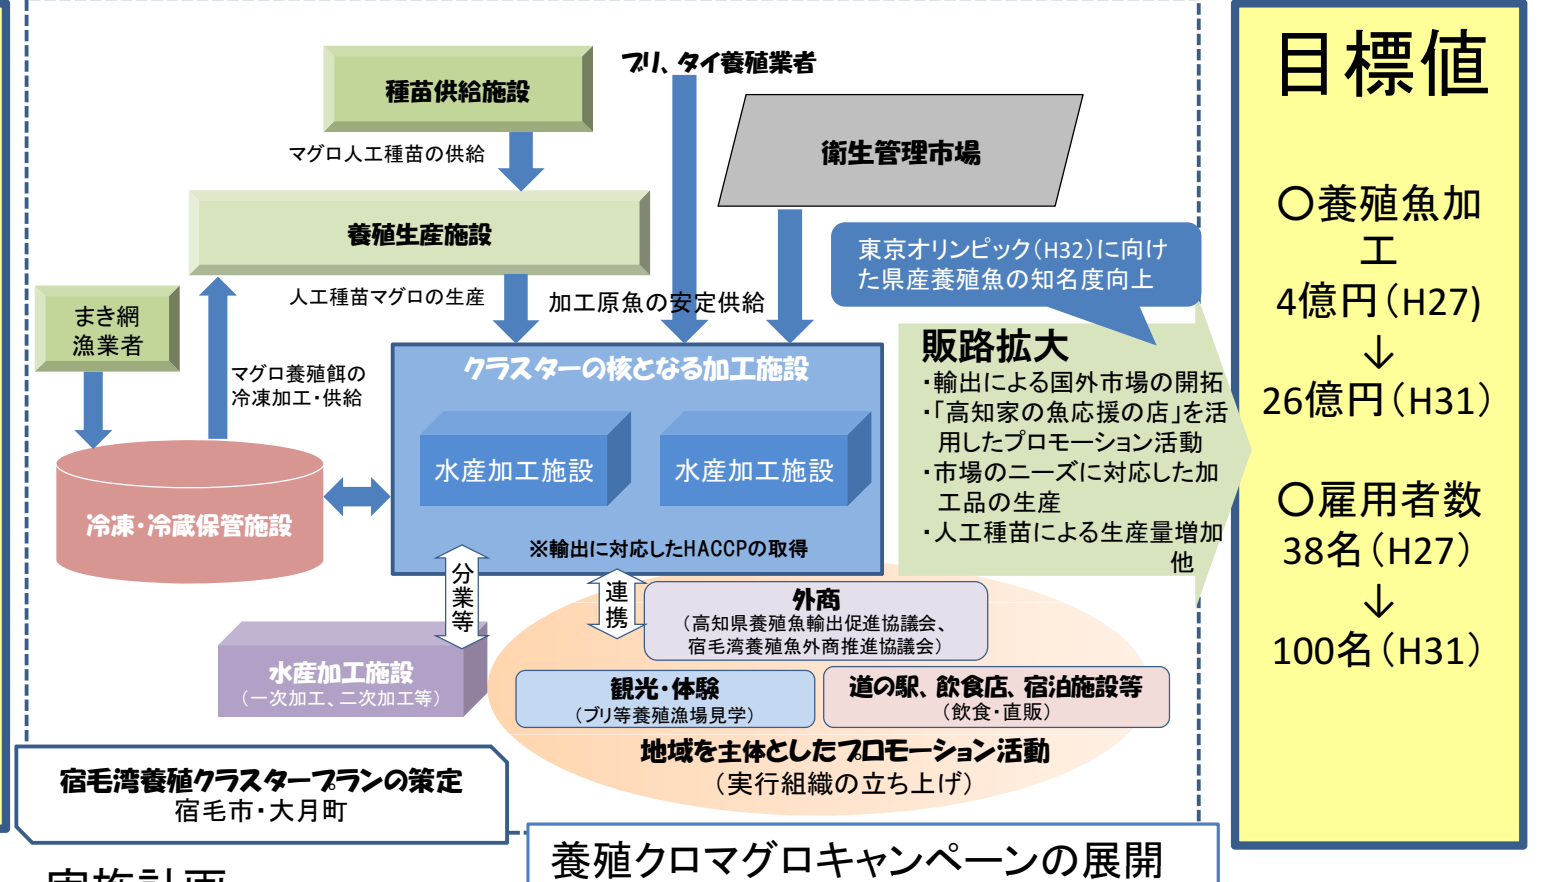 種苗供給施設
マグロ人工種苗の供給
養殖生産施設
人工種苗マグロの生産
ブリ、タイ養殖業者
衛生管理市場
加工原魚の安定供給
まき網
漁業者
マグロ養殖餌の
冷凍加工・供給
冷凍・冷蔵保管施設
クラスターの核となる加工施設
水産加工施設
水産加工施設
※輸出に対応したHACCPの取得
東京オリンピック（H32）に向け
た県産養殖魚の知名度向上
販路拡大
・輸出による国外市場の開拓
・「高知家の魚応援の店」を活
用したプロモーション活動
・市場のニーズに対応した加
工品の生産
・人工種苗による生産量増加
他
分業等
連携
水産加工施設
（一次加工、二次加工等）
外商
（高知県養殖魚輸出促進協議会、
宿毛湾養殖魚外商推進協議会）
観光・体験
（ブリ等養殖漁場見学）
道の駅、飲食店、宿泊施設等
（飲食・直販）
地域を主体としたプロモーション活動
（実行組織の立ち上げ）
宿毛湾養殖クラスタープランの策定
宿毛市・大月町
養殖クロマグロキャンペーンの展開
実施計画
目標値
〇養殖魚加
工
4億円（H27)
↓
26億円（H31）
〇雇用者数
38名（H27）
↓
100名（H31）